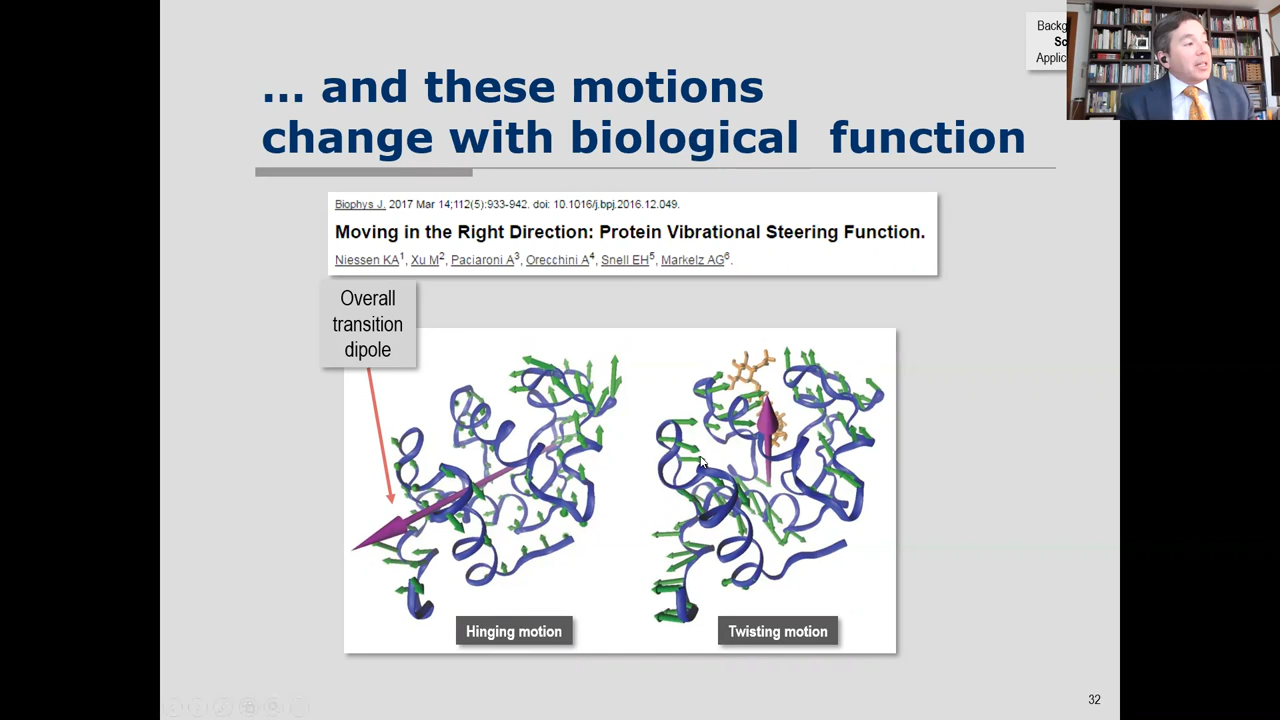 Backg
Sc
Applic
... and these motions
change with biological function
Biophys J. 2017 Mar 14;112(5):933-942. doi: 10.1016/j.bpj.2016.12.049.
Moving in the Right Direction: Protein Vibrational Steering Function.
Niessen KA1, Xu M2, Paciaroni A3, Orecchini A4, Snell EH5, Markelz AG6.
Overall
transition
dipole
Hinging motion
Twisting motion
32